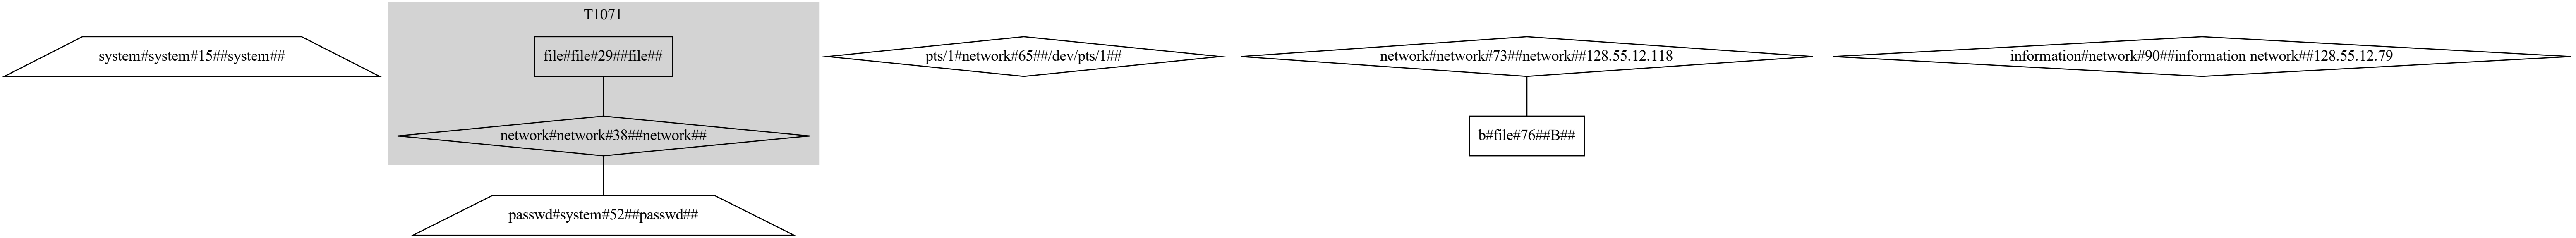 T1071
system#system#15##system##
file#file#29##file##
pts/1#network#65##/dev/pts/1##
network#network#73##network##128.55.12.118
information#network#90##information network##128.55.12.79
network#network#38##network##
b#file#76##B##
passwd#system#52##passwd##